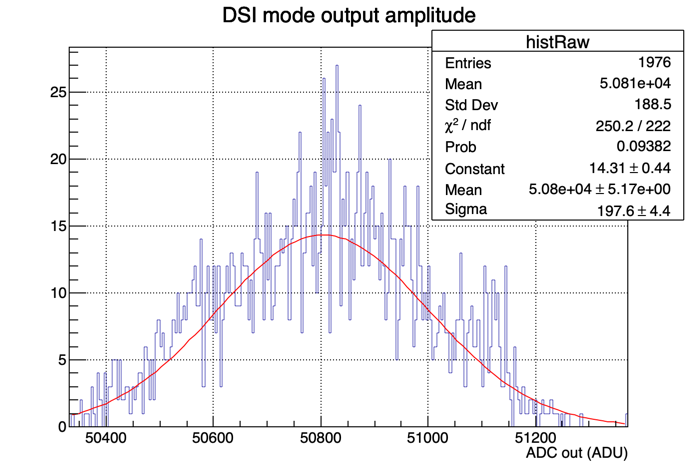 DSI mode output amplitude
histRaw
Entries 1976
Mean 5.081e+04
Std Dev 188.5
χ² / ndf 250.2 / 222
Prob 0.09382
Constant 14.31 ± 0.44
Mean 5.08e+04 ± 5.17e+00
Sigma 197.6 ± 4.4
25
20
15
10
5
0
50400 50600 50800 51000 51200
ADC out (ADU)